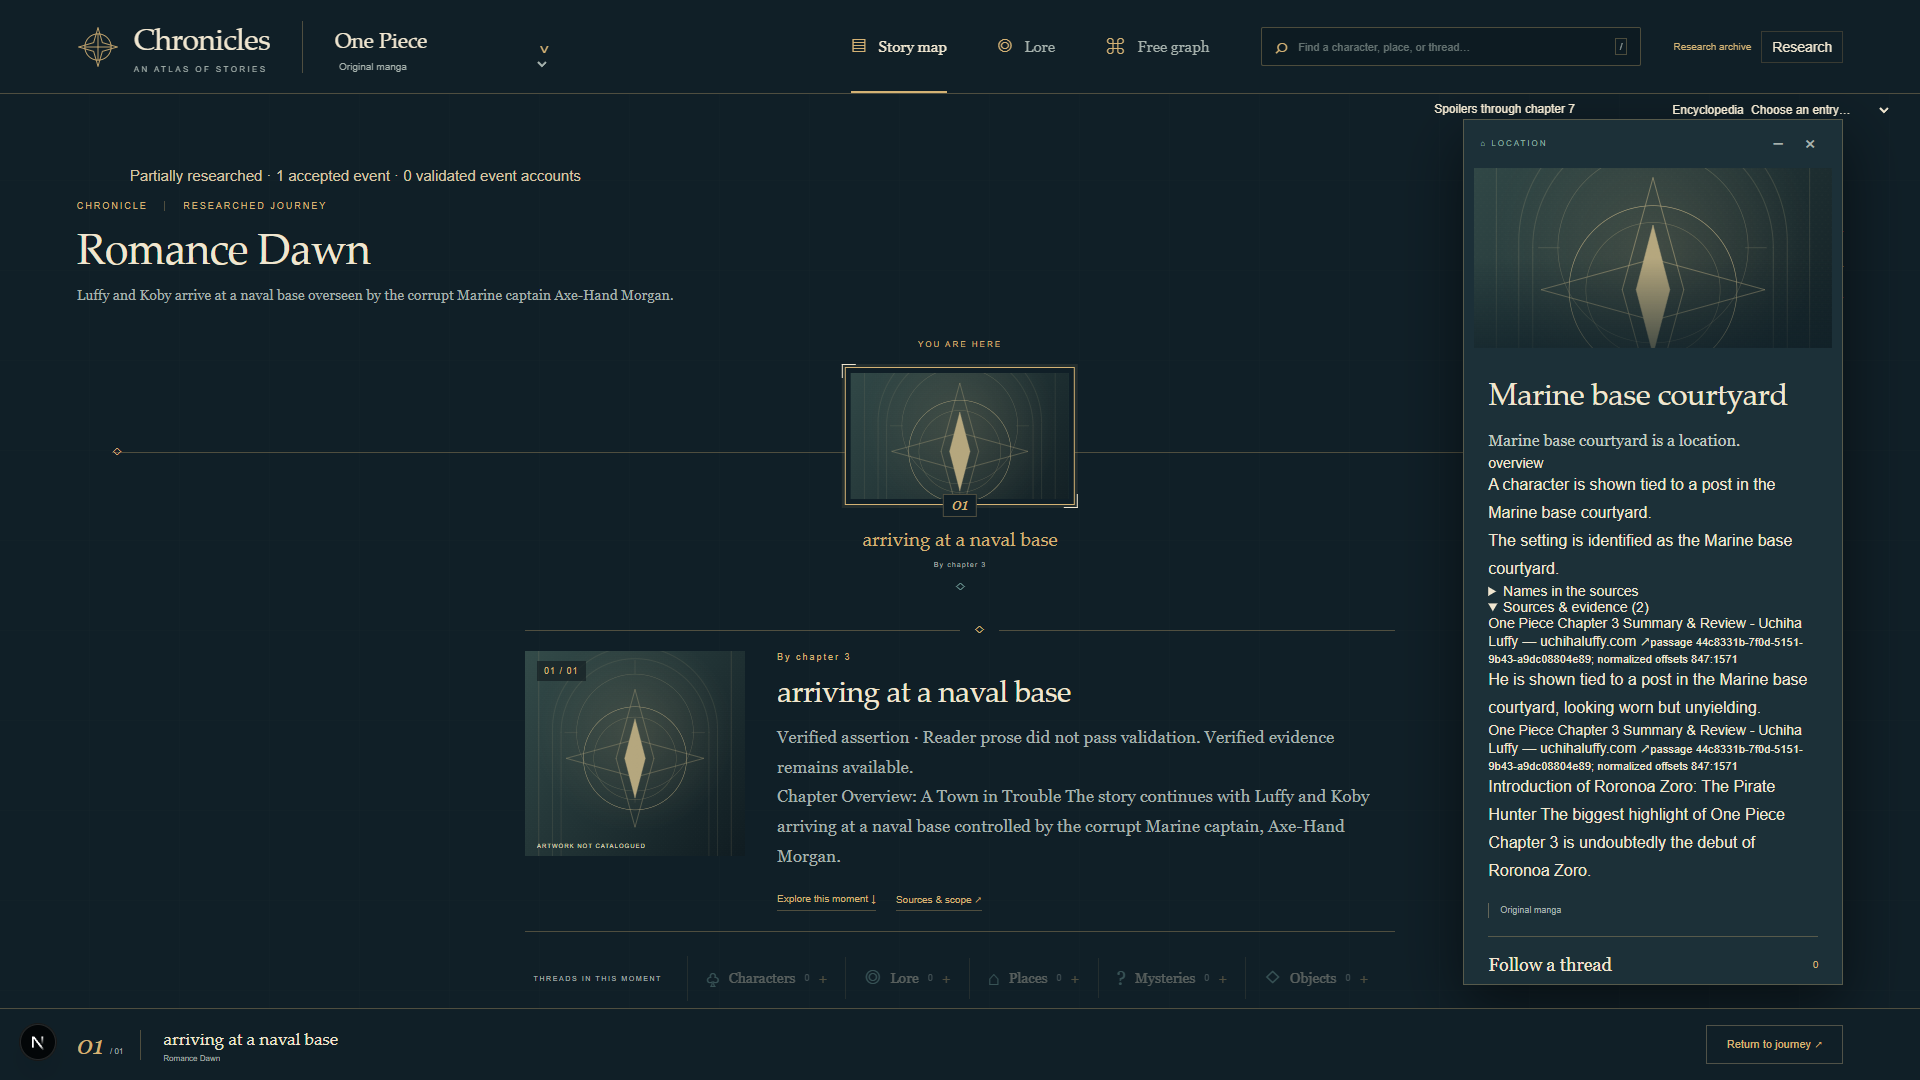 Chronicles
AN ATLAS OF STORIES
One Piece
Original manga
Story map
Lore
Free graph
Find a character, place, or thread...
/
Research archive
Research
Spoilers through chapter 7
Encyclopedia Choose an entry...
Partially researched · 1 accepted event · 0 validated event accounts
CHRONICLE | RESEARCHED JOURNEY
Romance Dawn
Luffy and Koby arrive at a naval base overseen by the corrupt Marine captain Axe-Hand Morgan.
YOU ARE HERE
01
arriving at a naval base
By chapter 3
01 / 01
ARTWORK NOT CATALOGUED
By chapter 3
arriving at a naval base
Verified assertion · Reader prose did not pass validation. Verified evidence
remains available.
Chapter Overview: A Town in Trouble The story continues with Luffy and Koby
arriving at a naval base controlled by the corrupt Marine captain, Axe-Hand
Morgan.
Explore this moment ↓
Sources & scope ↗
THREADS IN THIS MOMENT
Characters 0 +
Lore 0 +
Places 0 +
? Mysteries 0 +
Objects 0 +
LOCATION
Marine base courtyard
Marine base courtyard is a location.
overview
A character is shown tied to a post in the
Marine base courtyard.
The setting is identified as the Marine base
courtyard.
▶ Names in the sources
▼ Sources & evidence (2)
One Piece Chapter 3 Summary & Review - Uchiha
Luffy — uchihaluffy.com ↗passage 44c8331b-7f0d-5151-
9b43-a9dc08804e89; normalized offsets 847:1571
He is shown tied to a post in the Marine base
courtyard, looking worn but unyielding.
One Piece Chapter 3 Summary & Review - Uchiha
Luffy — uchihaluffy.com ↗passage 44c8331b-7f0d-5151-
9b43-a9dc08804e89; normalized offsets 847:1571
Introduction of Roronoa Zoro: The Pirate
Hunter The biggest highlight of One Piece
Chapter 3 is undoubtedly the debut of
Roronoa Zoro.
Original manga
Follow a thread 0
N
01 / 01
arriving at a naval base
Romance Dawn
Return to journey ↗